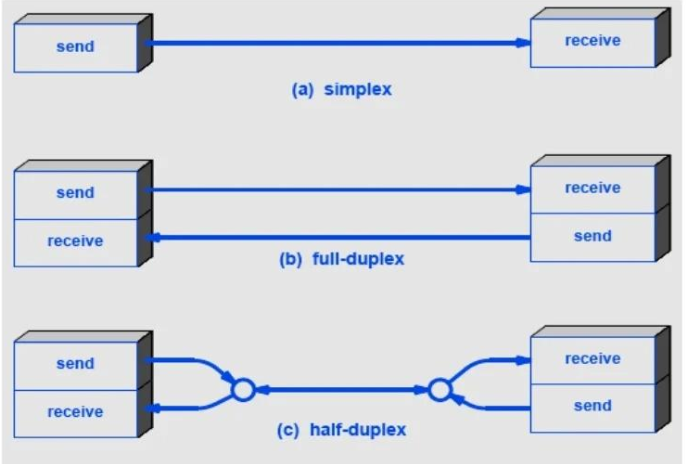 send
receive
(a) simplex
send
receive
receive
send
(b) full-duplex
send
receive
receive
send
(c) half-duplex